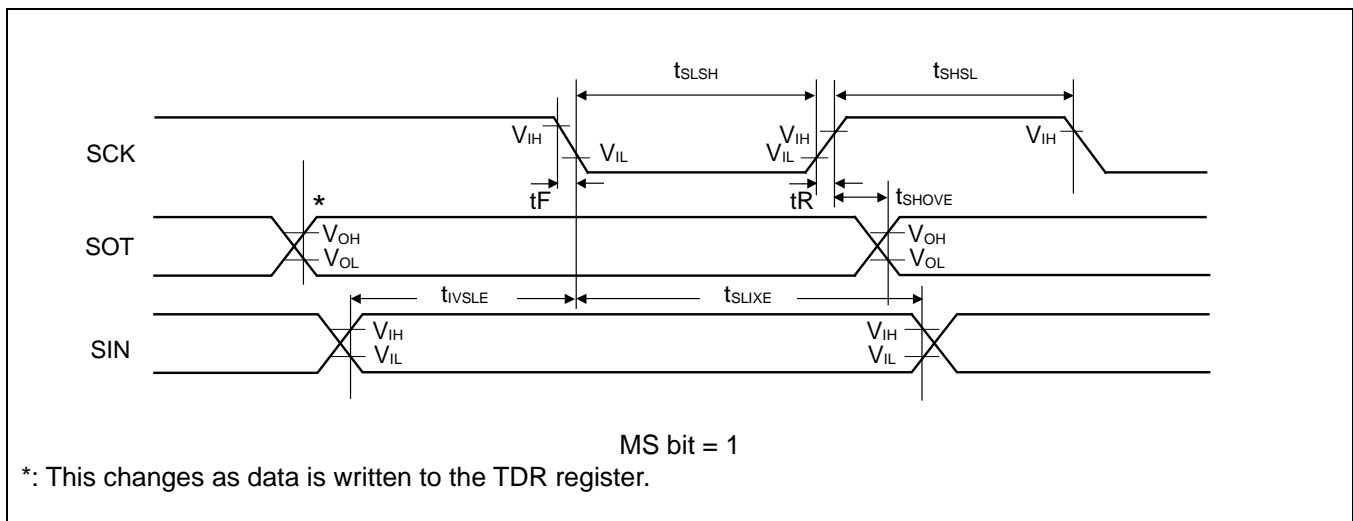 tSLSH tSHSL
SCK VIH VIL VIL VIH VIH
tF tR tSHOVE
*
SOT VOH VOL VOH VOL
tIVSLE tSLIXE
SIN VIH VIL VIH VIL
MS bit = 1
*: This changes as data is written to the TDR register.